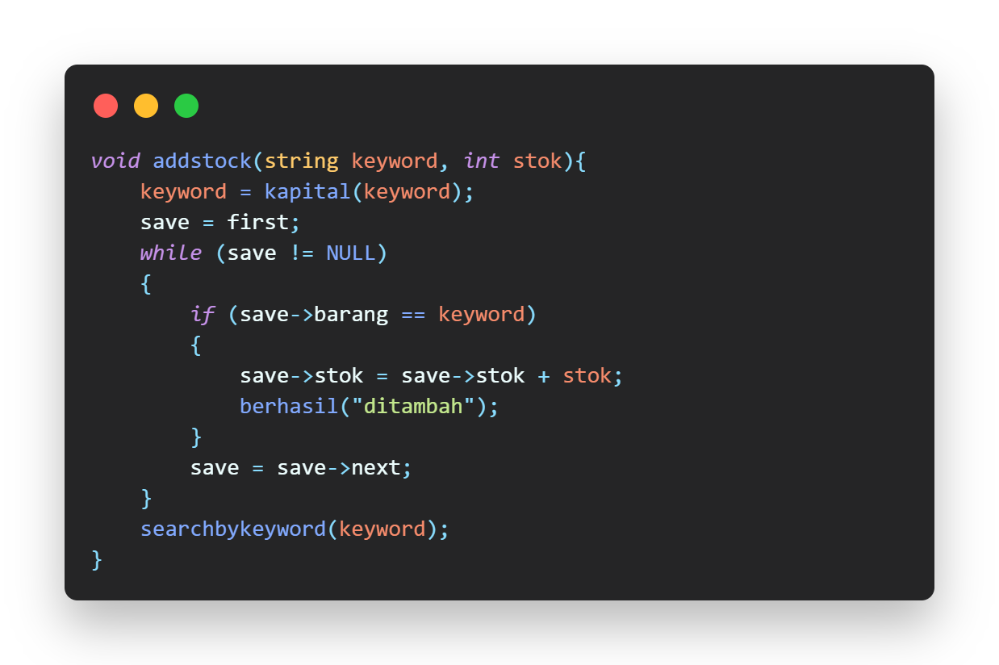 void addstock(string keyword, int stok){
    keyword = kapital(keyword);
    save = first;
    while (save != NULL)
    {
        if (save->barang == keyword)
        {
            save->stok = save->stok + stok;
            berhasil("ditambah");
        }
        save = save->next;
    }
    searchbykeyword(keyword);
}